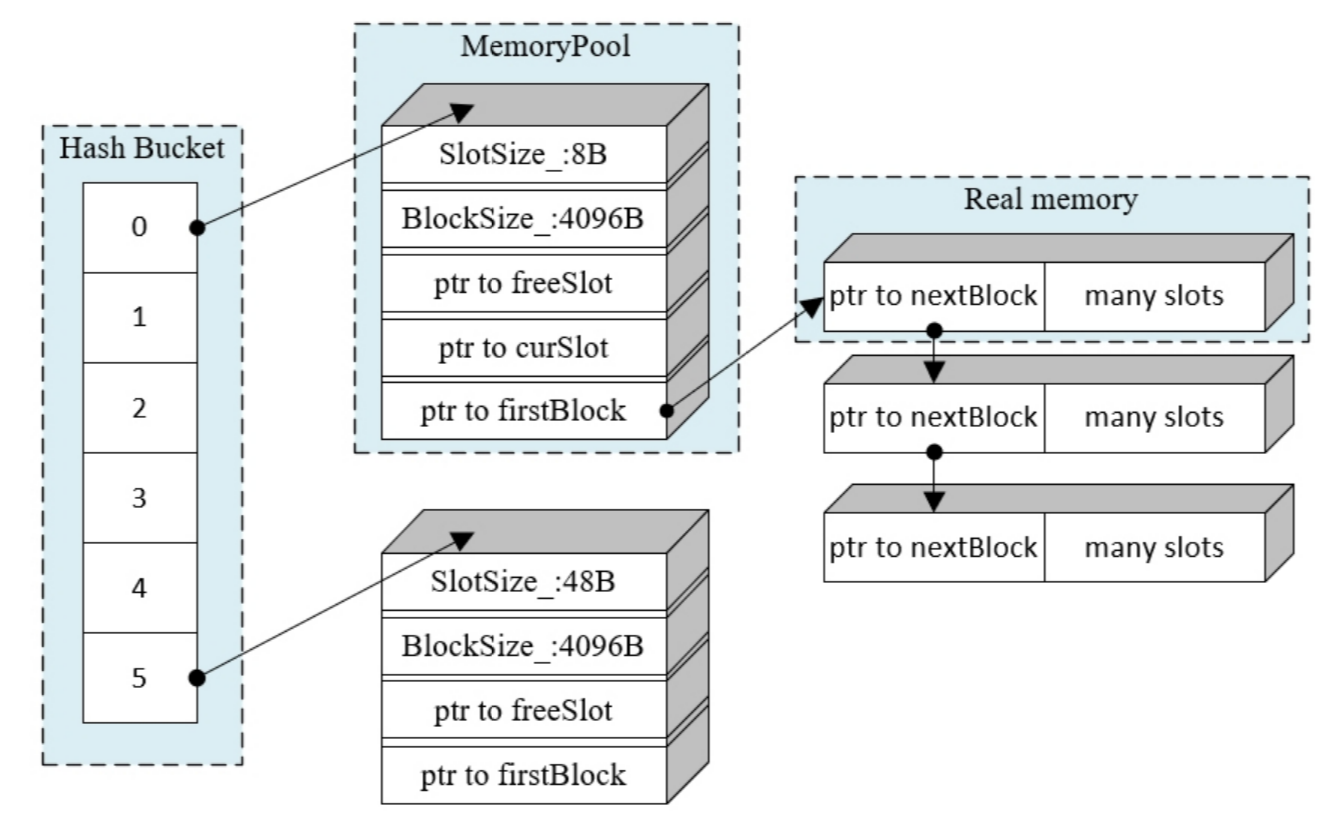 MemoryPool
Hash Bucket
SlotSize_:8B
BlockSize_:4096B
ptr to freeSlot
ptr to curSlot
ptr to firstBlock
0
1
2
3
4
5
Real memory
ptr to nextBlock many slots
ptr to nextBlock many slots
ptr to nextBlock many slots
SlotSize_:48B
BlockSize_:4096B
ptr to freeSlot
ptr to firstBlock